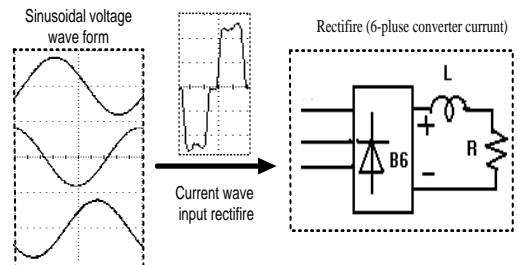 Sinusoidal voltage
wave form
Current wave
input rectifire
Rectifire (6-pluse converter currunt)
L
+
B6
R
−